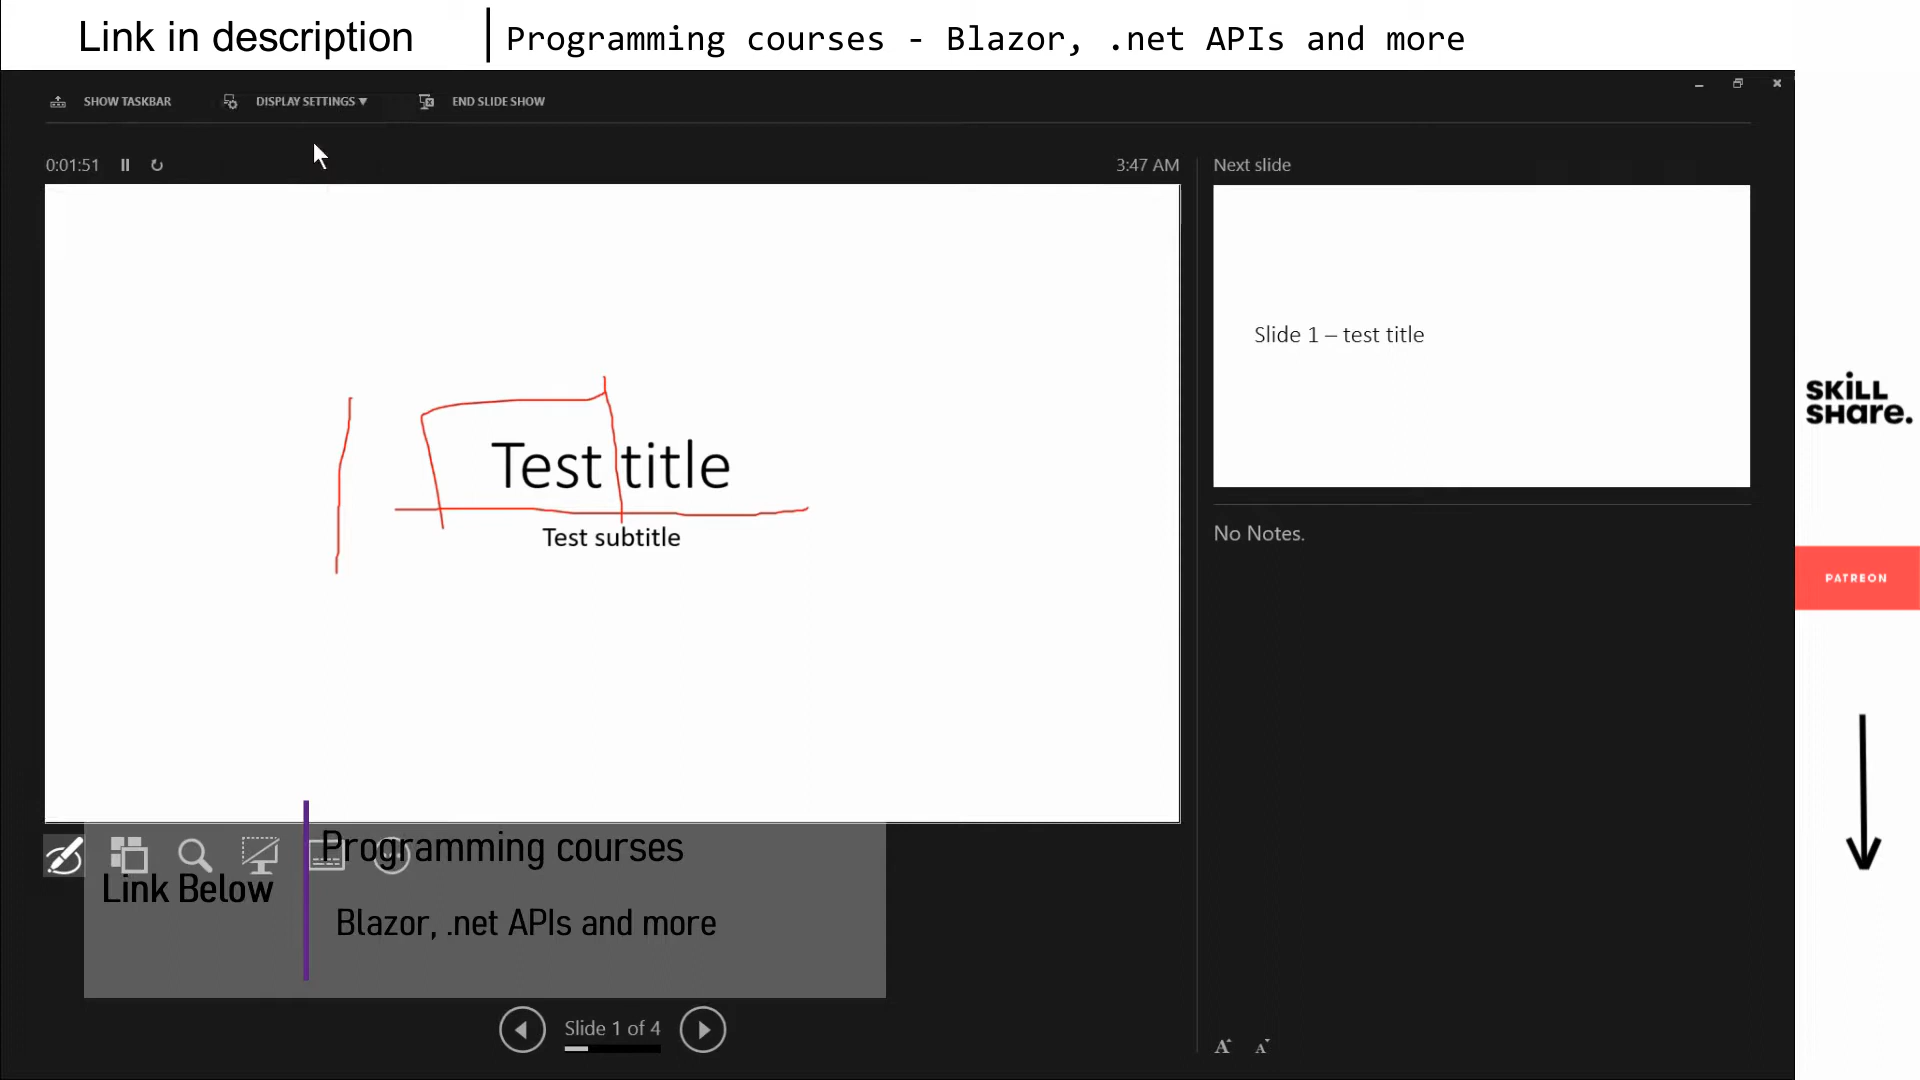 Link in description
Programming courses - Blazor, .net APIs and more
SHOW TASKBAR
DISPLAY SETTINGS
END SLIDE SHOW
0:01:51
3:47 AM
Next slide
Test title
Test subtitle
Slide 1 – test title
No Notes.
SKILL
SHARE.
PATREON
Link Below
Programming courses
Blazor, .net APIs and more
Slide 1 of 4
A A